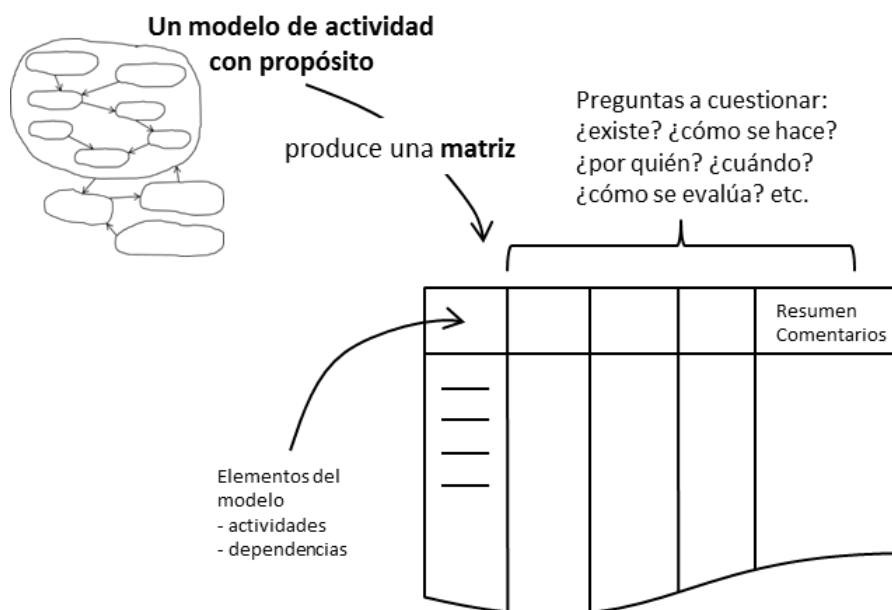 Un modelo de actividad
con propósito
produce una matriz
Preguntas a cuestionar:
¿existe? ¿cómo se hace?
¿por quién? ¿cuándo?
¿cómo se evalúa? etc.
Resumen
Comentarios
Elementos del
modelo
- actividades
- dependencias